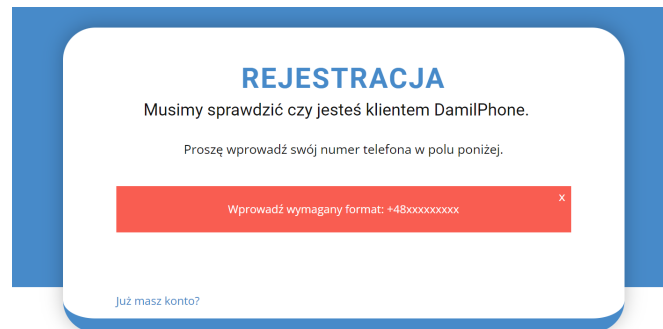 REJESTRACJA
Musimy sprawdzić czy jesteś klientem DamilPhone.
Proszę wprowadź swój numer telefona w polu poniżej.
x
Wprowadź wymagany format: +48xxxxxxxxx
Już masz konto?